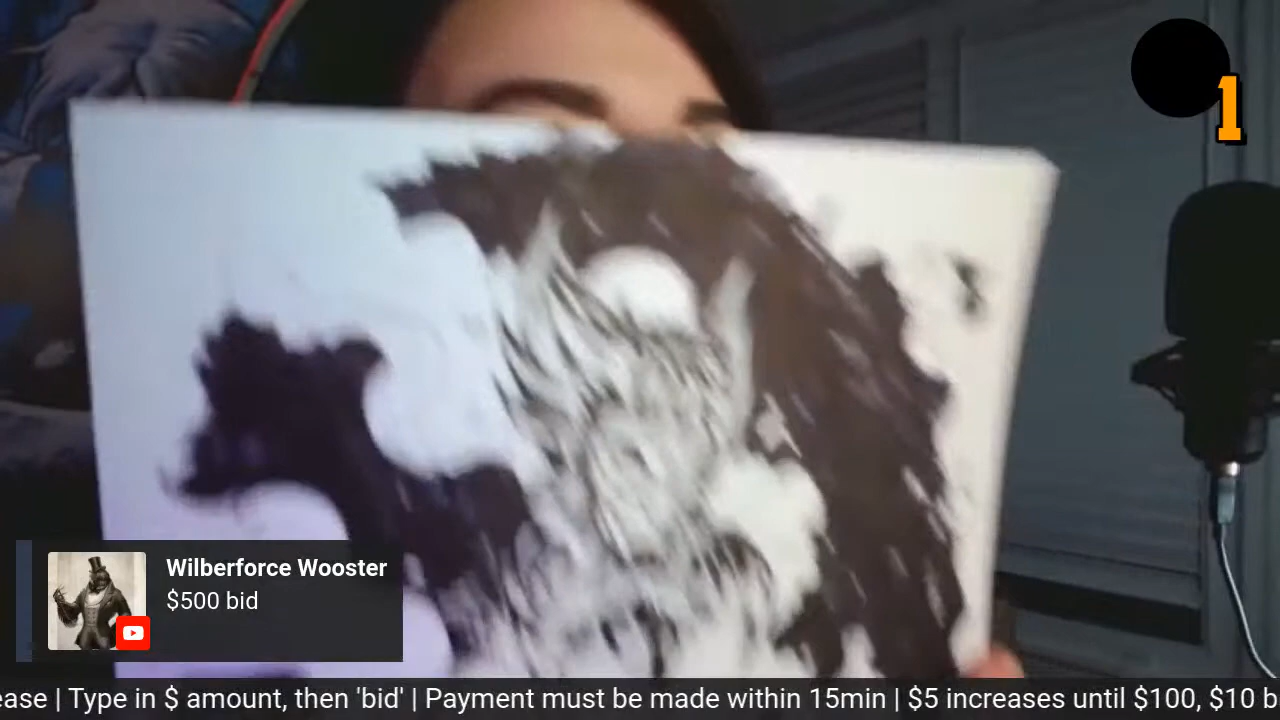 1
Wilberforce Wooster
$500 bid
ease | Type in $ amount, then 'bid' | Payment must be made within 15min | $5 increases until $100, $10 b